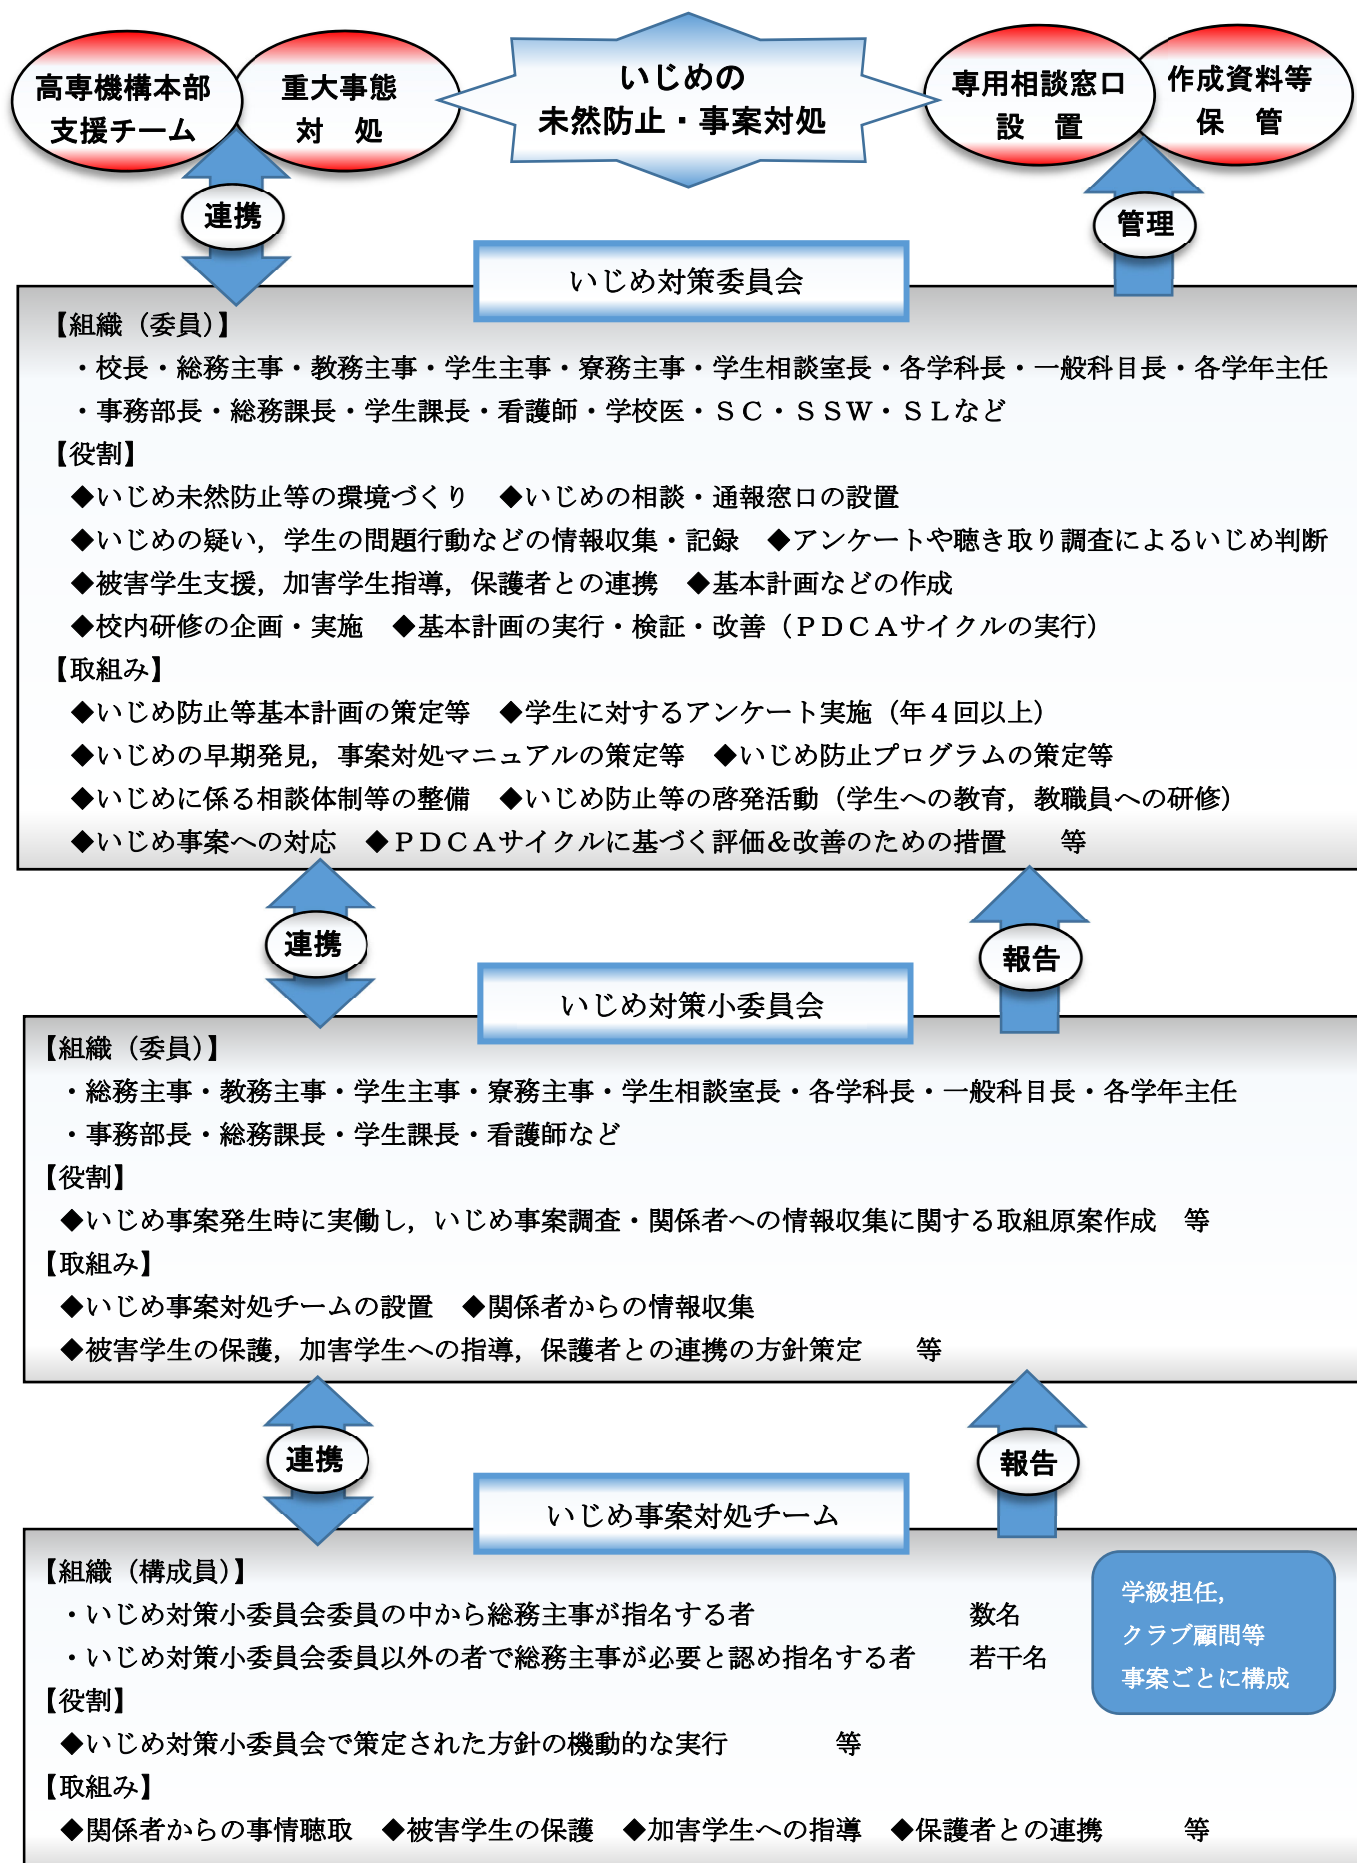 高専機構本部
支援チーム
重大事態
対　処
いじめの
未然防止・事案対処
専用相談窓口
設　置
作成資料等
保　管
連携
管理
いじめ対策委員会
【組織（委員）】
・校長・総務主事・教務主事・学生主事・寮務主事・学生相談室長・各学科長・一般科目長・各学年主任
・事務部長・総務課長・学生課長・看護師・学校医・ＳＣ・ＳＳＷ・ＳＬなど
【役割】
◆いじめ未然防止等の環境づくり　◆いじめの相談・通報窓口の設置
◆いじめの疑い，学生の問題行動などの情報収集・記録　◆アンケートや聴き取り調査によるいじめ判断
◆被害学生支援，加害学生指導，保護者との連携　◆基本計画などの作成
◆校内研修の企画・実施　◆基本計画の実行・検証・改善（ＰＤＣＡサイクルの実行）
【取組み】
◆いじめ防止等基本計画の策定等　◆学生に対するアンケート実施（年４回以上）
◆いじめの早期発見，事案対処マニュアルの策定等　◆いじめ防止プログラムの策定等
◆いじめに係る相談体制等の整備　◆いじめ防止等の啓発活動（学生への教育，教職員への研修）
◆いじめ事案への対応　◆ＰＤＣＡサイクルに基づく評価&改善のための措置　　等
連携
報告
いじめ対策小委員会
【組織（委員）】
・総務主事・教務主事・学生主事・寮務主事・学生相談室長・各学科長・一般科目長・各学年主任
・事務部長・総務課長・学生課長・看護師など
【役割】
◆いじめ事案発生時に実働し，いじめ事案調査・関係者への情報収集に関する取組原案作成　等
【取組み】
◆いじめ事案対処チームの設置　◆関係者からの情報収集
◆被害学生の保護，加害学生への指導，保護者との連携の方針策定　　等
連携
報告
いじめ事案対処チーム
【組織（構成員）】
・いじめ対策小委員会委員の中から総務主事が指名する者　　　　　　　　数名
・いじめ対策小委員会委員以外の者で総務主事が必要と認め指名する者　　若干名
学級担任，
クラブ顧問等
事案ごとに構成
【役割】
◆いじめ対策小委員会で策定された方針の機動的な実行　　　　等
【取組み】
◆関係者からの事情聴取　◆被害学生の保護　◆加害学生への指導　◆保護者との連携　　　等